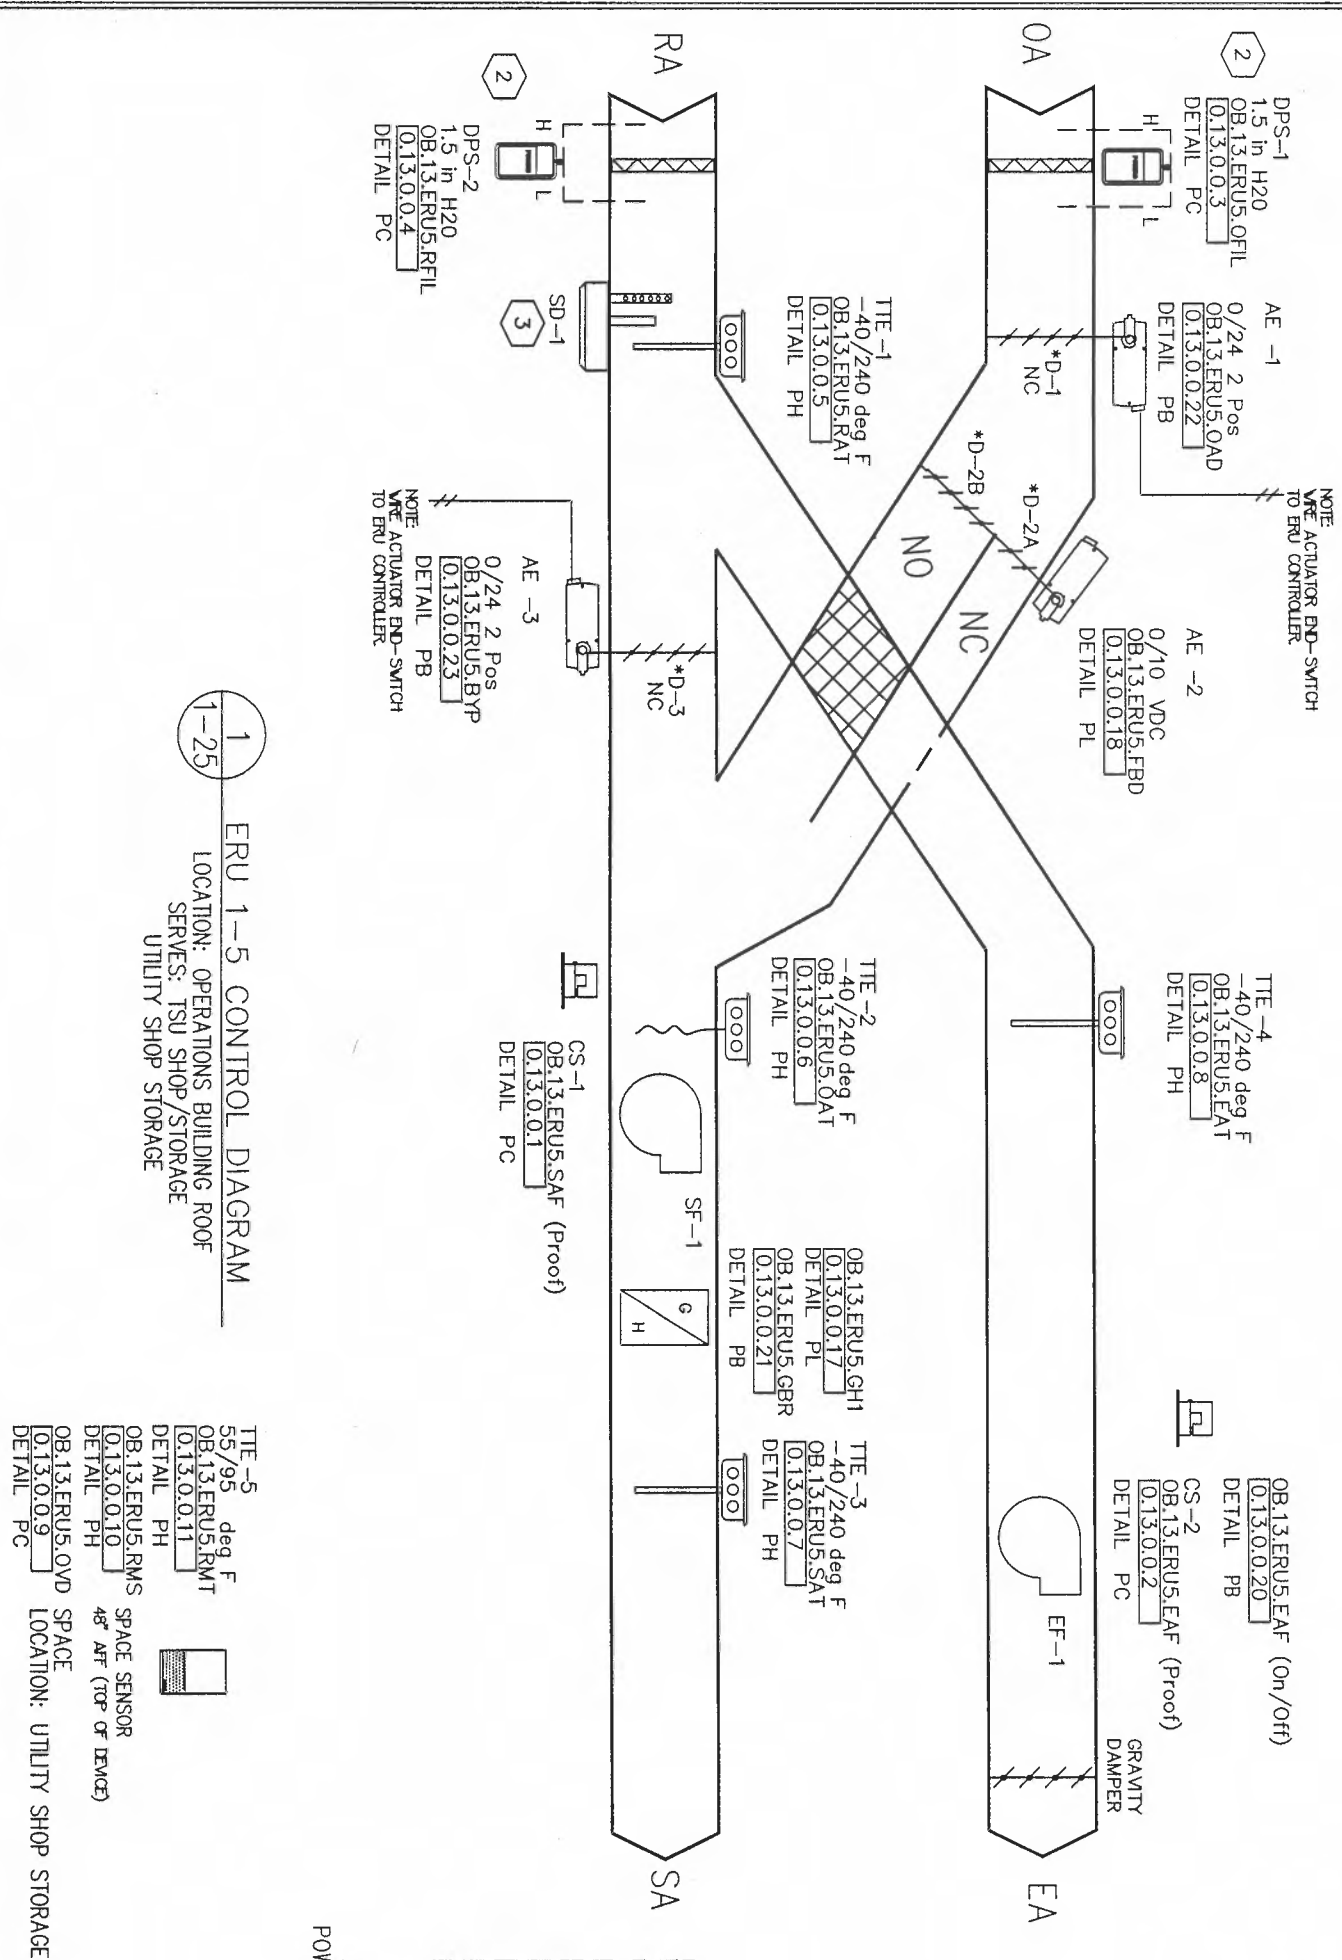 2
DPS-1
1.5 in H20
OB.13.ERU5.OFIL
0.13.0.0.3
DETAIL PC
H
L
OA
AE -1
0/24 2 Pos
OB.13.ERU5.OAD
0.13.0.0.22
DETAIL PB
NOTE:
WIRE ACTUATOR END-SWITCH
TO ERU CONTROLLER.
*D-1
NC
*D-2B
*D-2A
NO
NC
AE -2
0/10 VDC
OB.13.ERU5.FBD
0.13.0.0.18
DETAIL PL
TTE -4
-40/240 deg F
OB.13.ERU5.EAT
0.13.0.0.8
DETAIL PH
OB.13.ERU5.EAF (On/Off)
0.13.0.0.20
DETAIL PB
CS-2
OB.13.ERU5.EAF (Proof)
0.13.0.0.2
DETAIL PC
EF-1
GRAVITY
DAMPER
EA
RA
2
H
L
DPS-2
1.5 in H20
OB.13.ERU5.RFIL
0.13.0.0.4
DETAIL PC
SD-1
3
TTE -1
-40/240 deg F
OB.13.ERU5.RAT
0.13.0.0.5
DETAIL PH
*D-3
NC
AE -3
0/24 2 Pos
OB.13.ERU5.BYP
0.13.0.0.23
DETAIL PB
NOTE:
WIRE ACTUATOR END-SWITCH
TO ERU CONTROLLER.
TTE -2
-40/240 deg F
OB.13.ERU5.OAT
0.13.0.0.6
DETAIL PH
SF-1
CS-1
OB.13.ERU5.SAF (Proof)
0.13.0.0.1
DETAIL PC
OB.13.ERU5.GH1
0.13.0.0.17
DETAIL PL
OB.13.ERU5.GBR
0.13.0.0.21
DETAIL PB
G
H
TTE -3
-40/240 deg F
OB.13.ERU5.SAT
0.13.0.0.7
DETAIL PH
SA
1
1-25
ERU 1-5 CONTROL DIAGRAM
LOCATION: OPERATIONS BUILDING ROOF
SERVES: TSU SHOP/STORAGE
UTILITY SHOP STORAGE
TTE -5
55/95 deg F
OB.13.ERU5.RMT
0.13.0.0.11
DETAIL PH
OB.13.ERU5.RMS
0.13.0.0.10
DETAIL PH
OB.13.ERU5.OVD
0.13.0.0.9
DETAIL PC
SPACE SENSOR
48" AFF (TOP OF DEVICE)
SPACE
LOCATION: UTILITY SHOP STORAGE